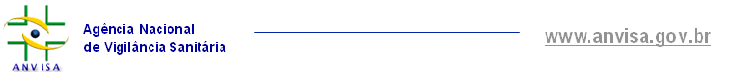 Agência Nacional
de Vigilância Sanitária
www.anvisa.gov.br
ANVISA